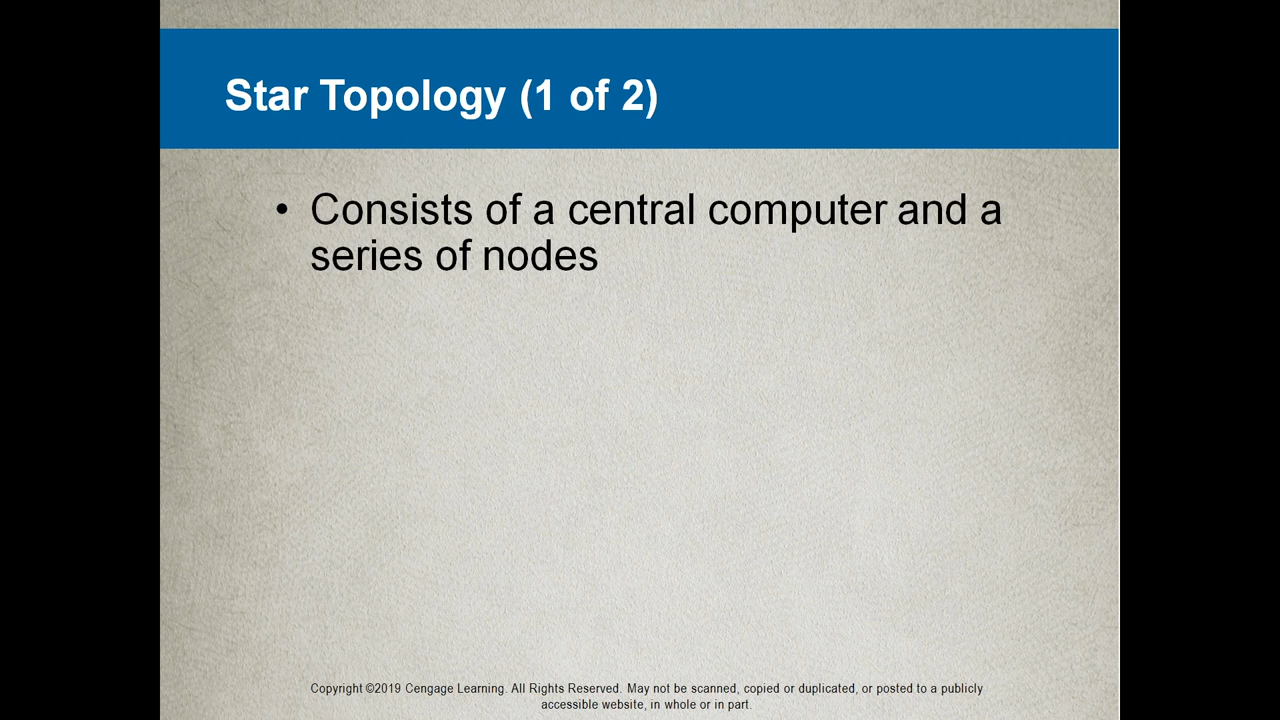 Star Topology (1 of 2)
• Consists of a central computer and a
series of nodes
Copyright ©2019 Cengage Learning. All Rights Reserved. May not be scanned, copied or duplicated, or posted to a publicly
accessible website, in whole or in part.